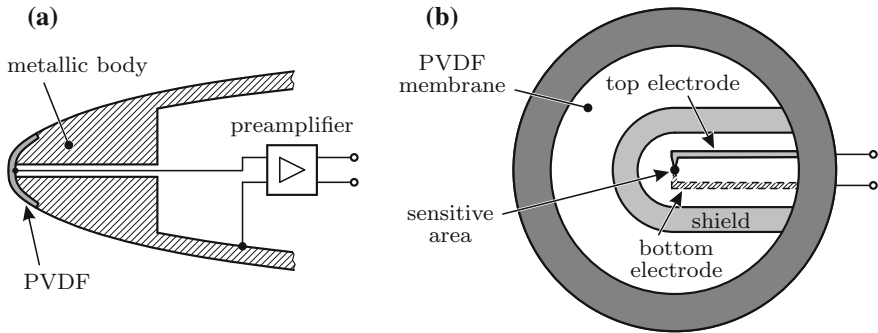 (a)
metallic body
preamplifier
PVDF
(b)
PVDF
membrane
top electrode
sensitive
area
shield
bottom
electrode